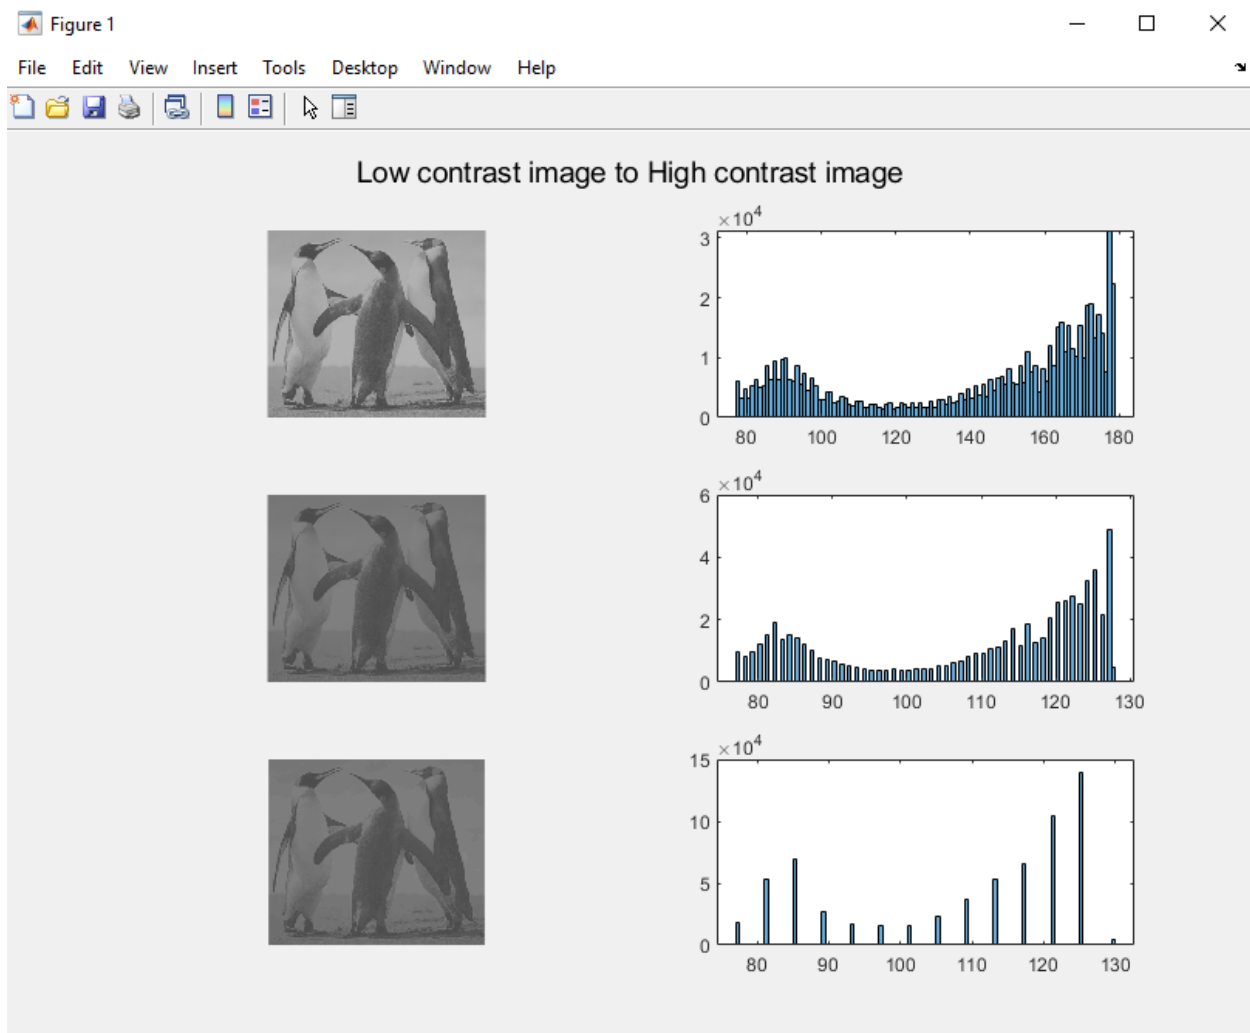 Figure 1
File Edit View Insert Tools Desktop Window Help
Low contrast image to High contrast image
×10⁴
3
2
1
0
80 100 120 140 160 180
×10⁴
6
4
2
0
80 90 100 110 120 130
×10⁴
15
10
5
0
80 90 100 110 120 130